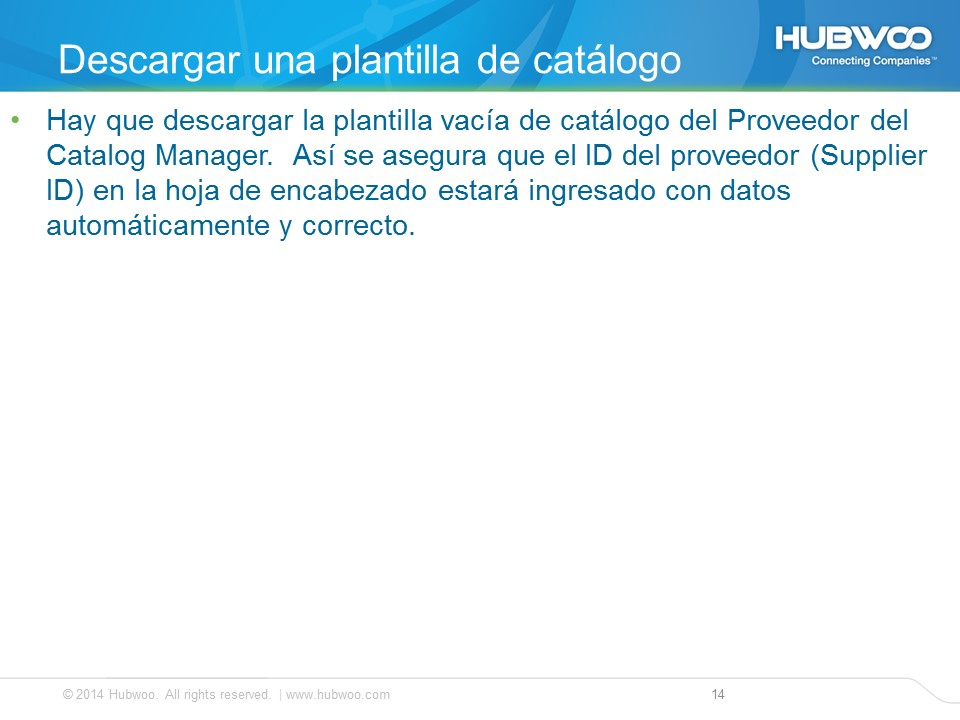 Descargar una plantilla de catálogo
HUBWOO
Connecting Companies™
• Hay que descargar la plantilla vacía de catálogo del Proveedor del
Catalog Manager.  Así se asegura que el ID del proveedor (Supplier
ID) en la hoja de encabezado estará ingresado con datos
automáticamente y correcto.
© 2014 Hubwoo. All rights reserved. | www.hubwoo.com
14